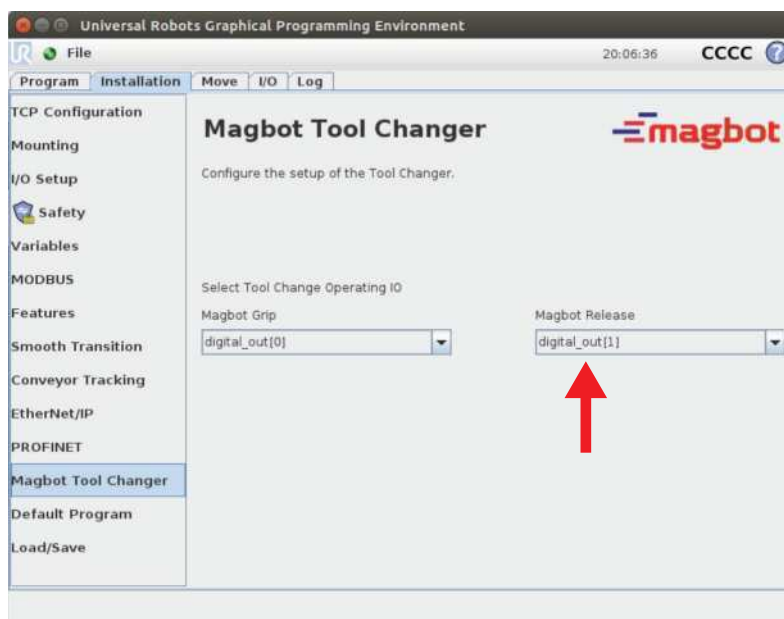 Universal Robots Graphical Programming Environment
File 20:06:36 CCCC ?
Program Installation Move I/O Log
TCP Configuration
Mounting
I/O Setup
Safety
Variables
MODBUS
Features
Smooth Transition
Conveyor Tracking
EtherNet/IP
PROFINET
Magbot Tool Changer
Default Program
Load/Save
Magbot Tool Changer
magbot
Configure the setup of the Tool Changer.
Select Tool Change Operating IO
Magbot Grip Magbot Release
digital_out[0] digital_out[1]